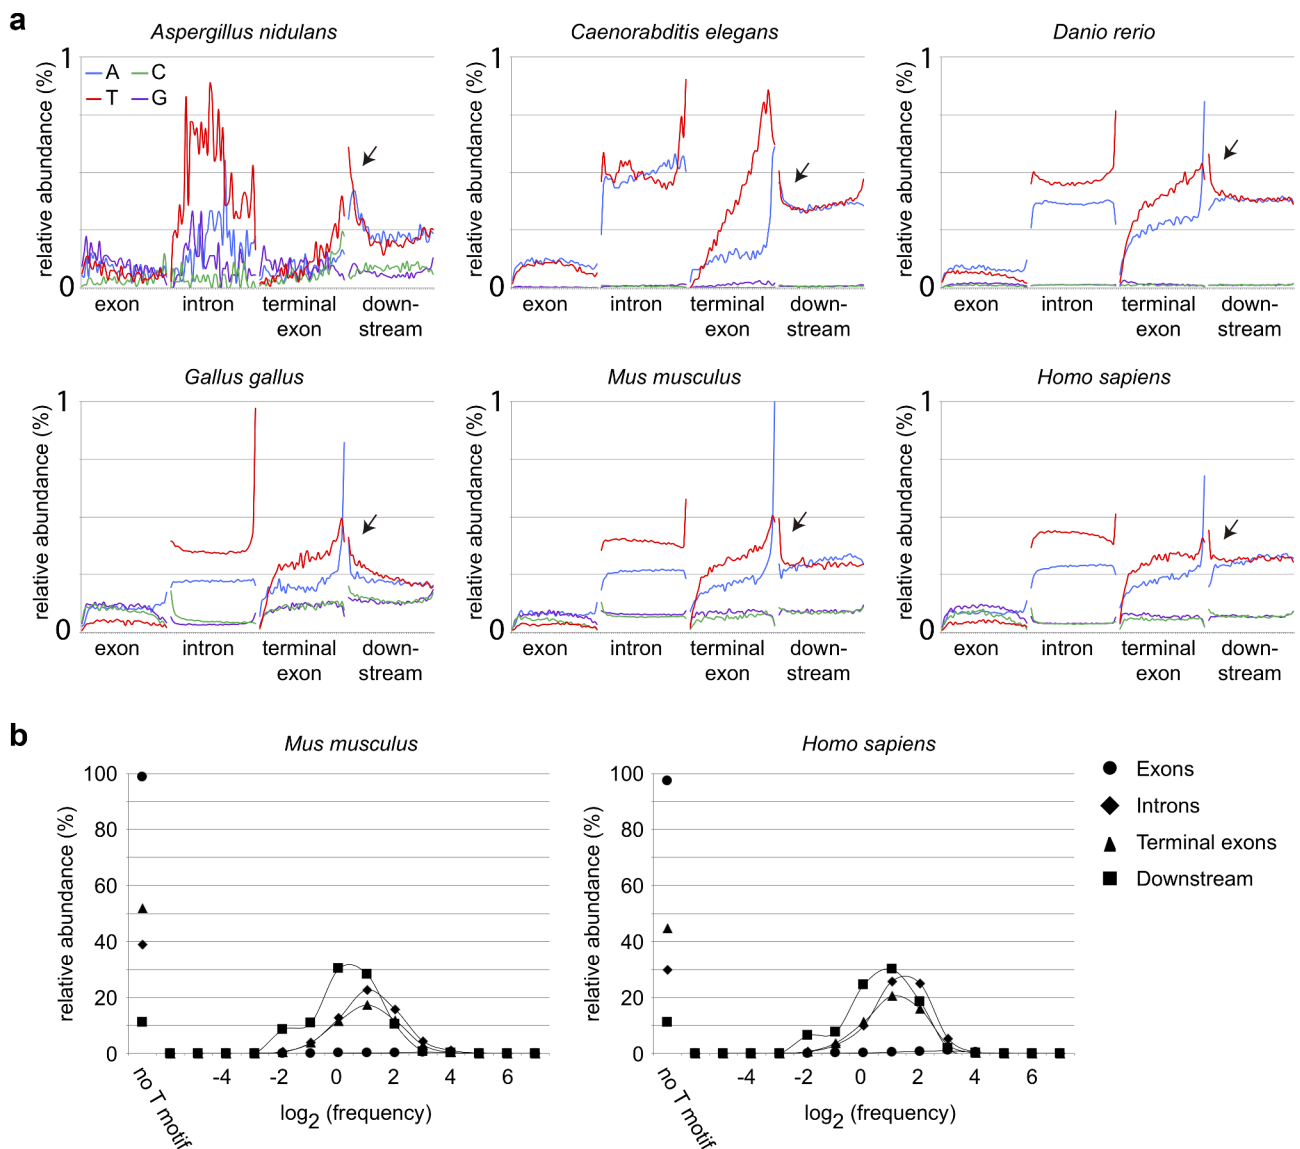 a
Aspergillus nidulans
Caenorabditis elegans
Danio rerio
relative abundance (%)
1
0
A C
T G
exon
intron
terminal
exon
down-
stream
relative abundance (%)
1
0
exon
intron
terminal
exon
down-
stream
relative abundance (%)
1
0
exon
intron
terminal
exon
down-
stream
Gallus gallus
Mus musculus
Homo sapiens
relative abundance (%)
1
0
exon
intron
terminal
exon
down-
stream
relative abundance (%)
1
0
exon
intron
terminal
exon
down-
stream
relative abundance (%)
1
0
exon
intron
terminal
exon
down-
stream
b
Mus musculus
relative abundance (%)
100
80
60
40
20
0
no T motif
-4 -2 0 2 4 6
log2 (frequency)
Homo sapiens
relative abundance (%)
100
80
60
40
20
0
no T motif
-4 -2 0 2 4 6
log2 (frequency)
Exons
Introns
Terminal exons
Downstream